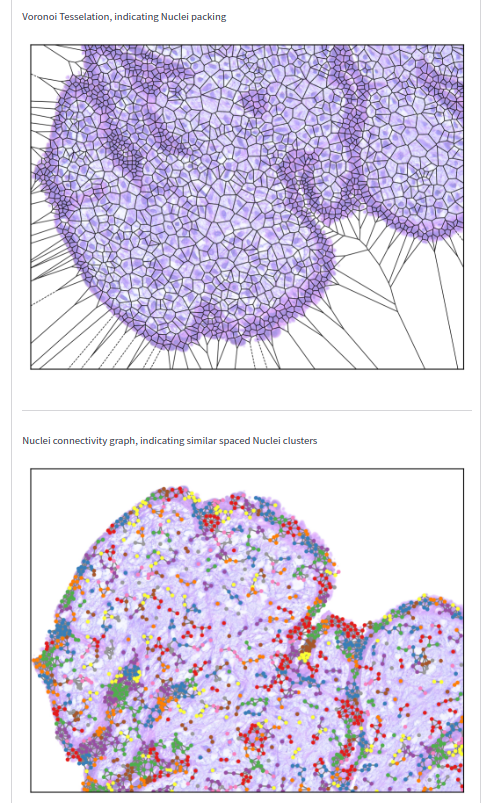 Voronoi Tesselation, indicating Nuclei packing
Nuclei connectivity graph, indicating similar spaced Nuclei clusters